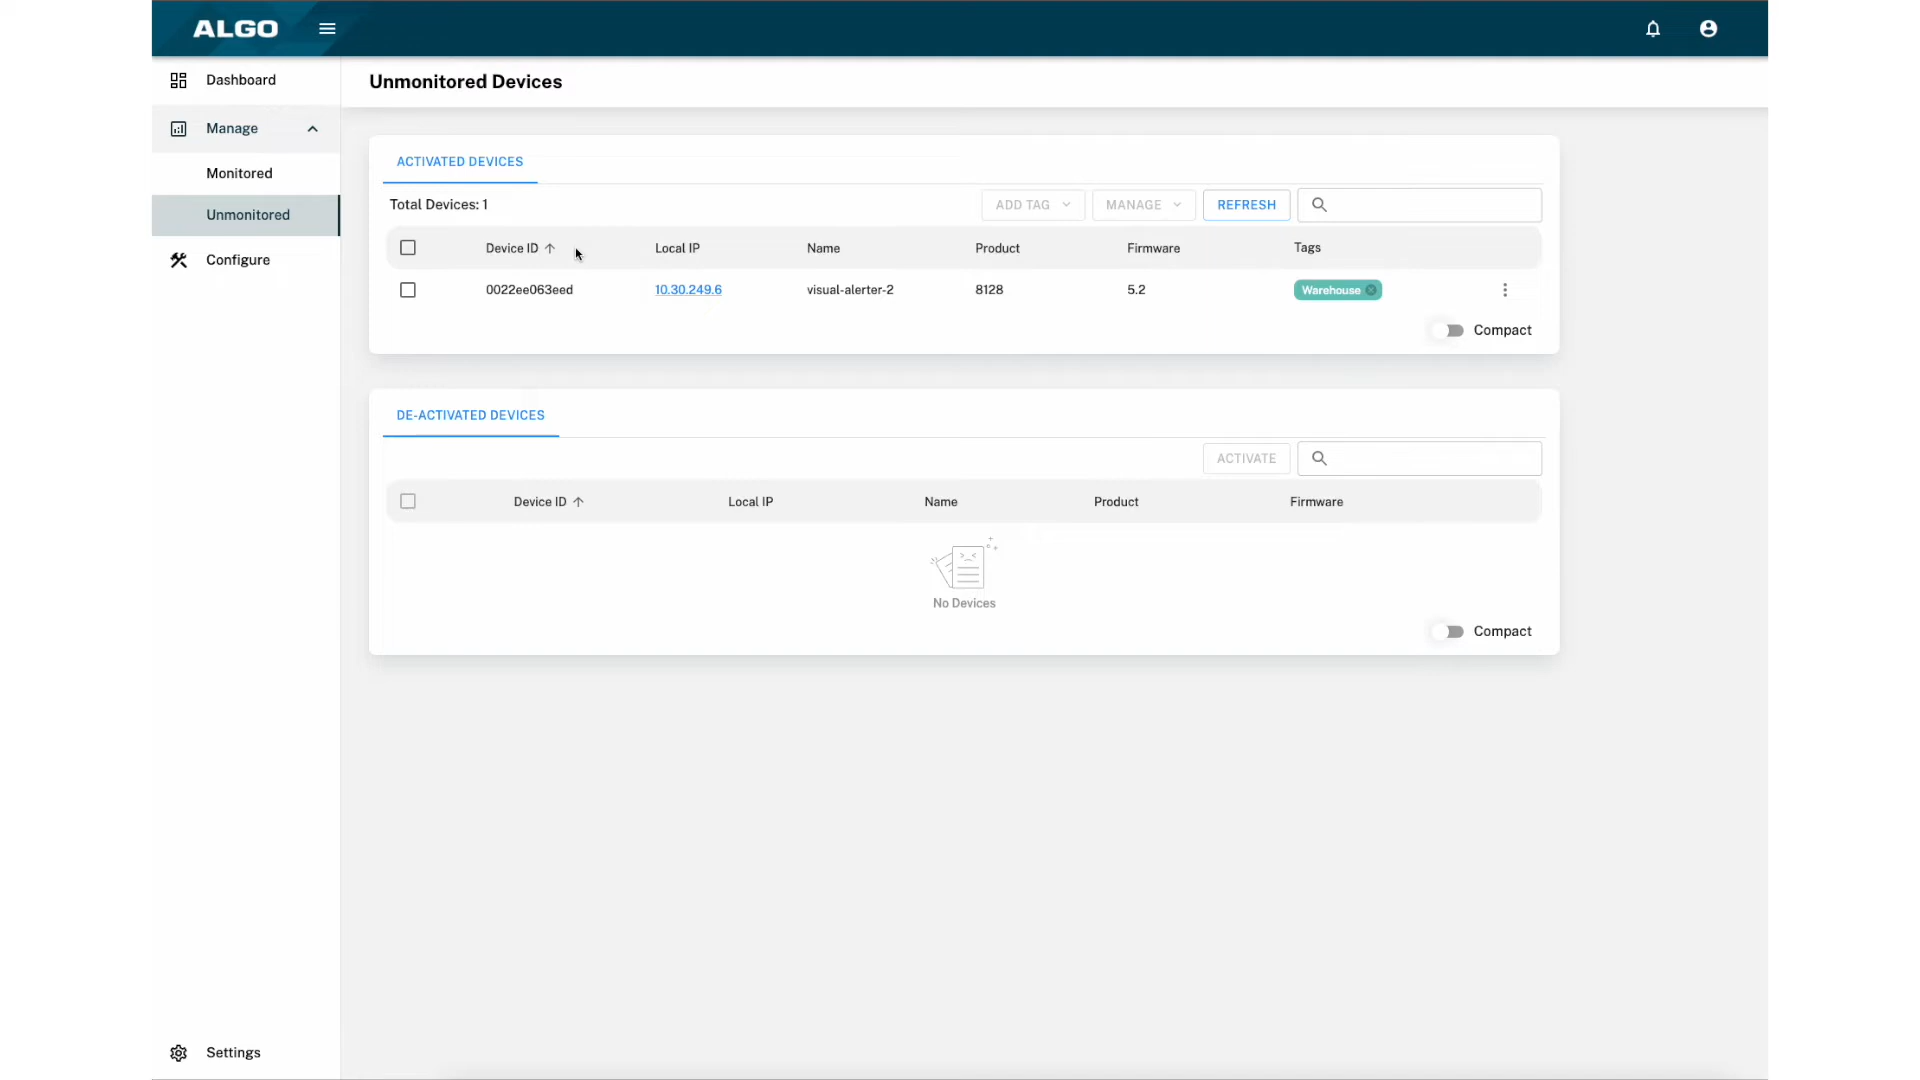 ALGO
Dashboard
Manage
Monitored
Unmonitored
Configure
Settings
Unmonitored Devices
ACTIVATED DEVICES
Total Devices: 1
ADD TAG
MANAGE
REFRESH
Device ID Local IP Name Product Firmware Tags
0022ee063eed 10.30.249.6 visual-alerter-2 8128 5.2 Warehouse
Compact
DE-ACTIVATED DEVICES
ACTIVATE
Device ID Local IP Name Product Firmware
No Devices
Compact